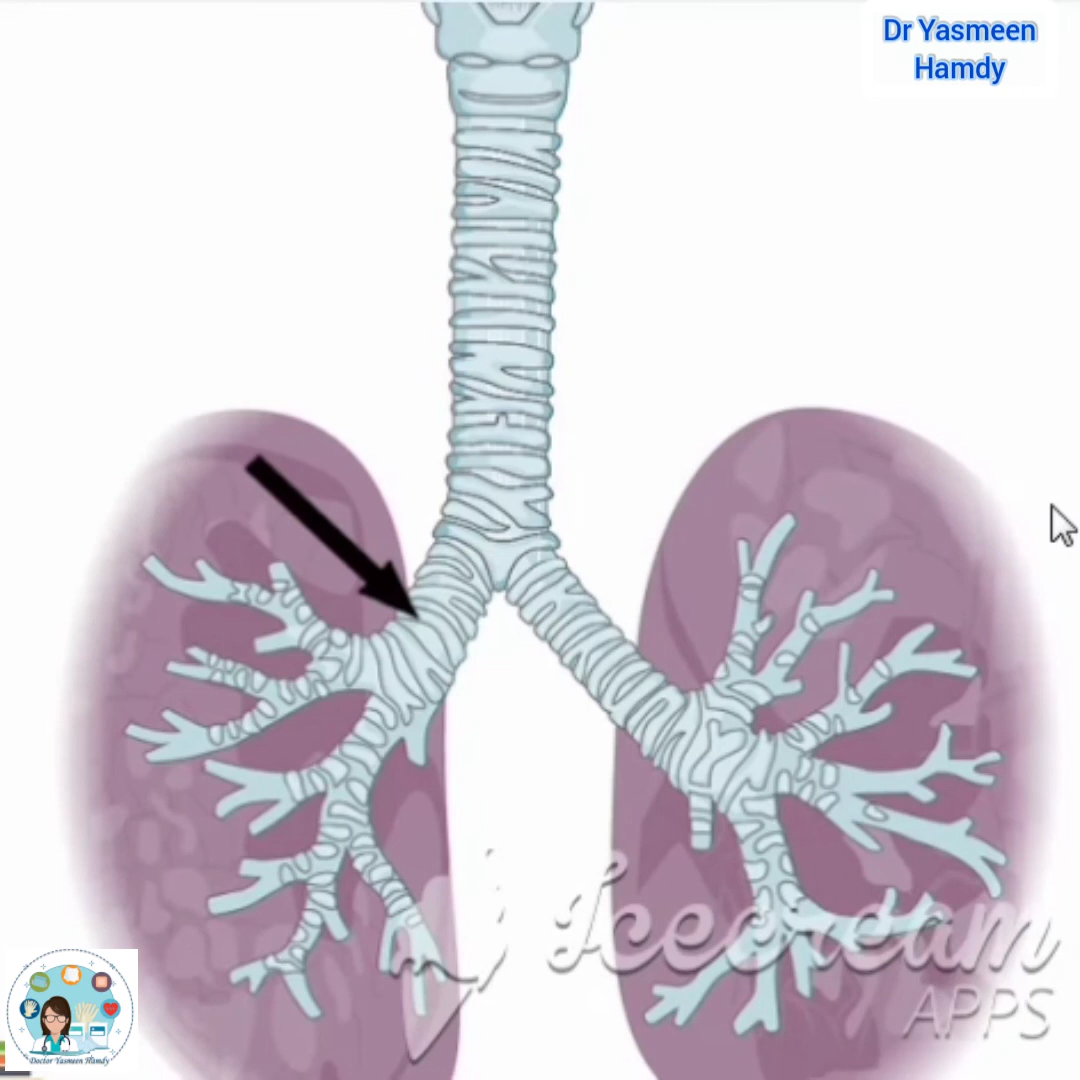 Dr Yasmeen
Hamdy
Icecream
APPS
Doctor Yasmeen Hamdy